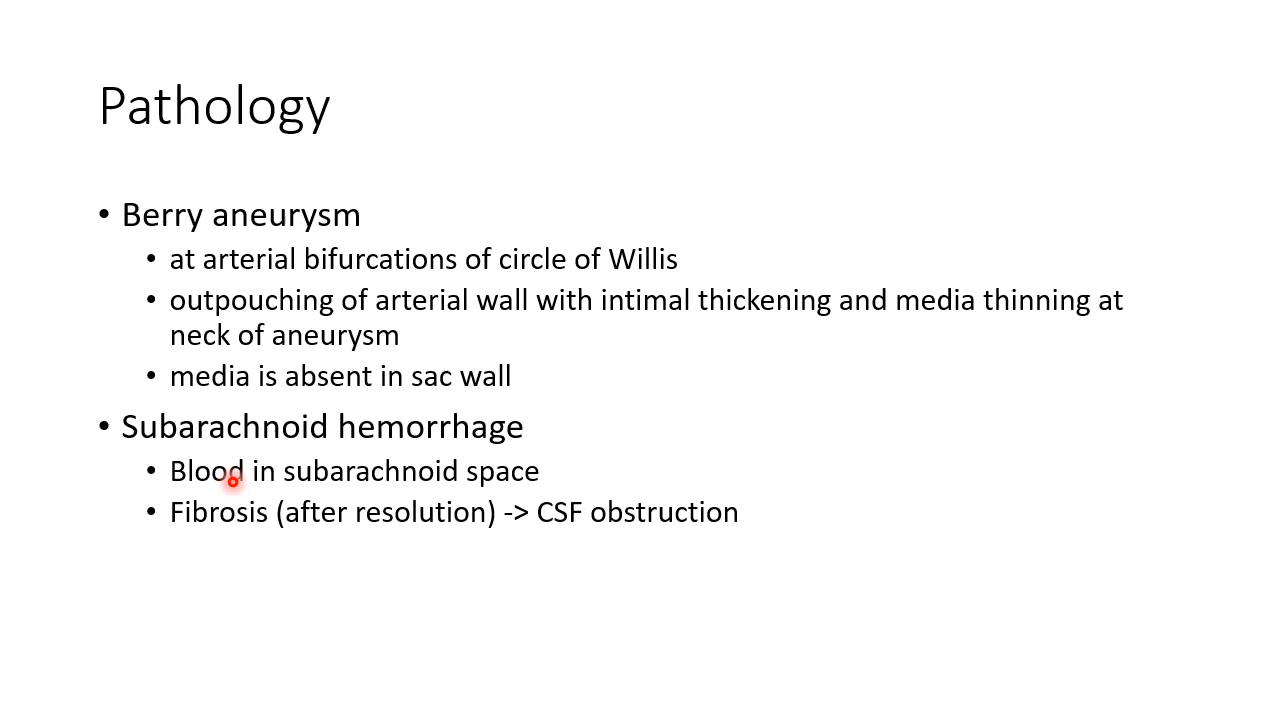 Pathology
• Berry aneurysm
• at arterial bifurcations of circle of Willis
• outpouching of arterial wall with intimal thickening and media thinning at
neck of aneurysm
• media is absent in sac wall
• Subarachnoid hemorrhage
• Blood in subarachnoid space
• Fibrosis (after resolution) -> CSF obstruction